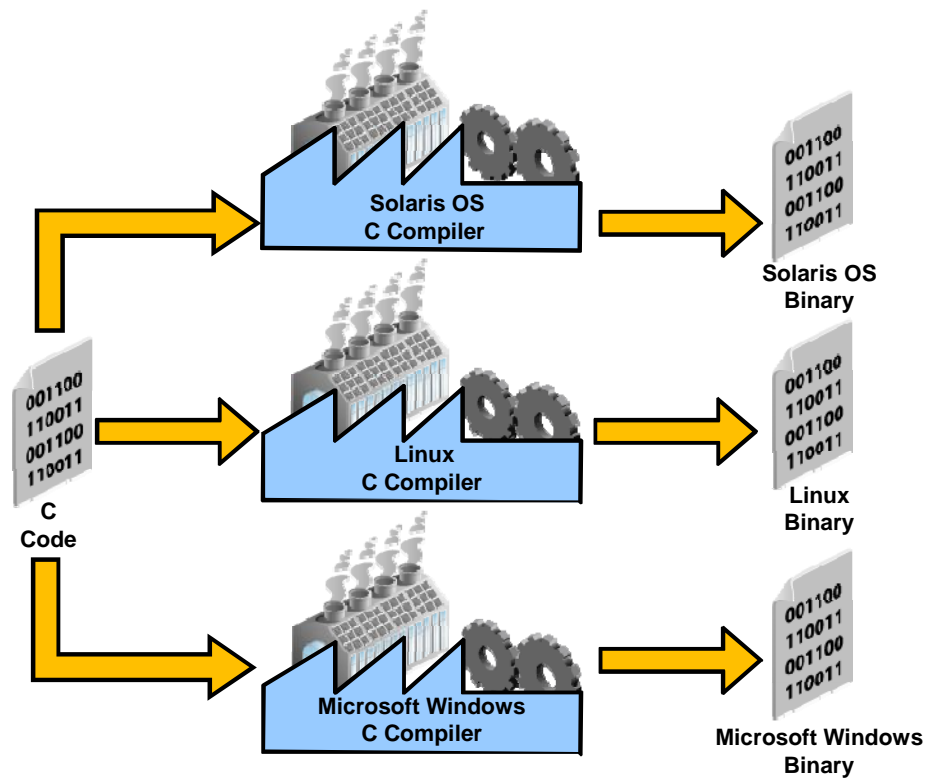 001100
110011
001100
110011
Solaris OS
C Compiler
Solaris OS
Binary
001100
110011
001100
110011
C
Code
Linux
C Compiler
001100
110011
001100
110011
Linux
Binary
Microsoft Windows
C Compiler
001100
110011
001100
110011
Microsoft Windows
Binary